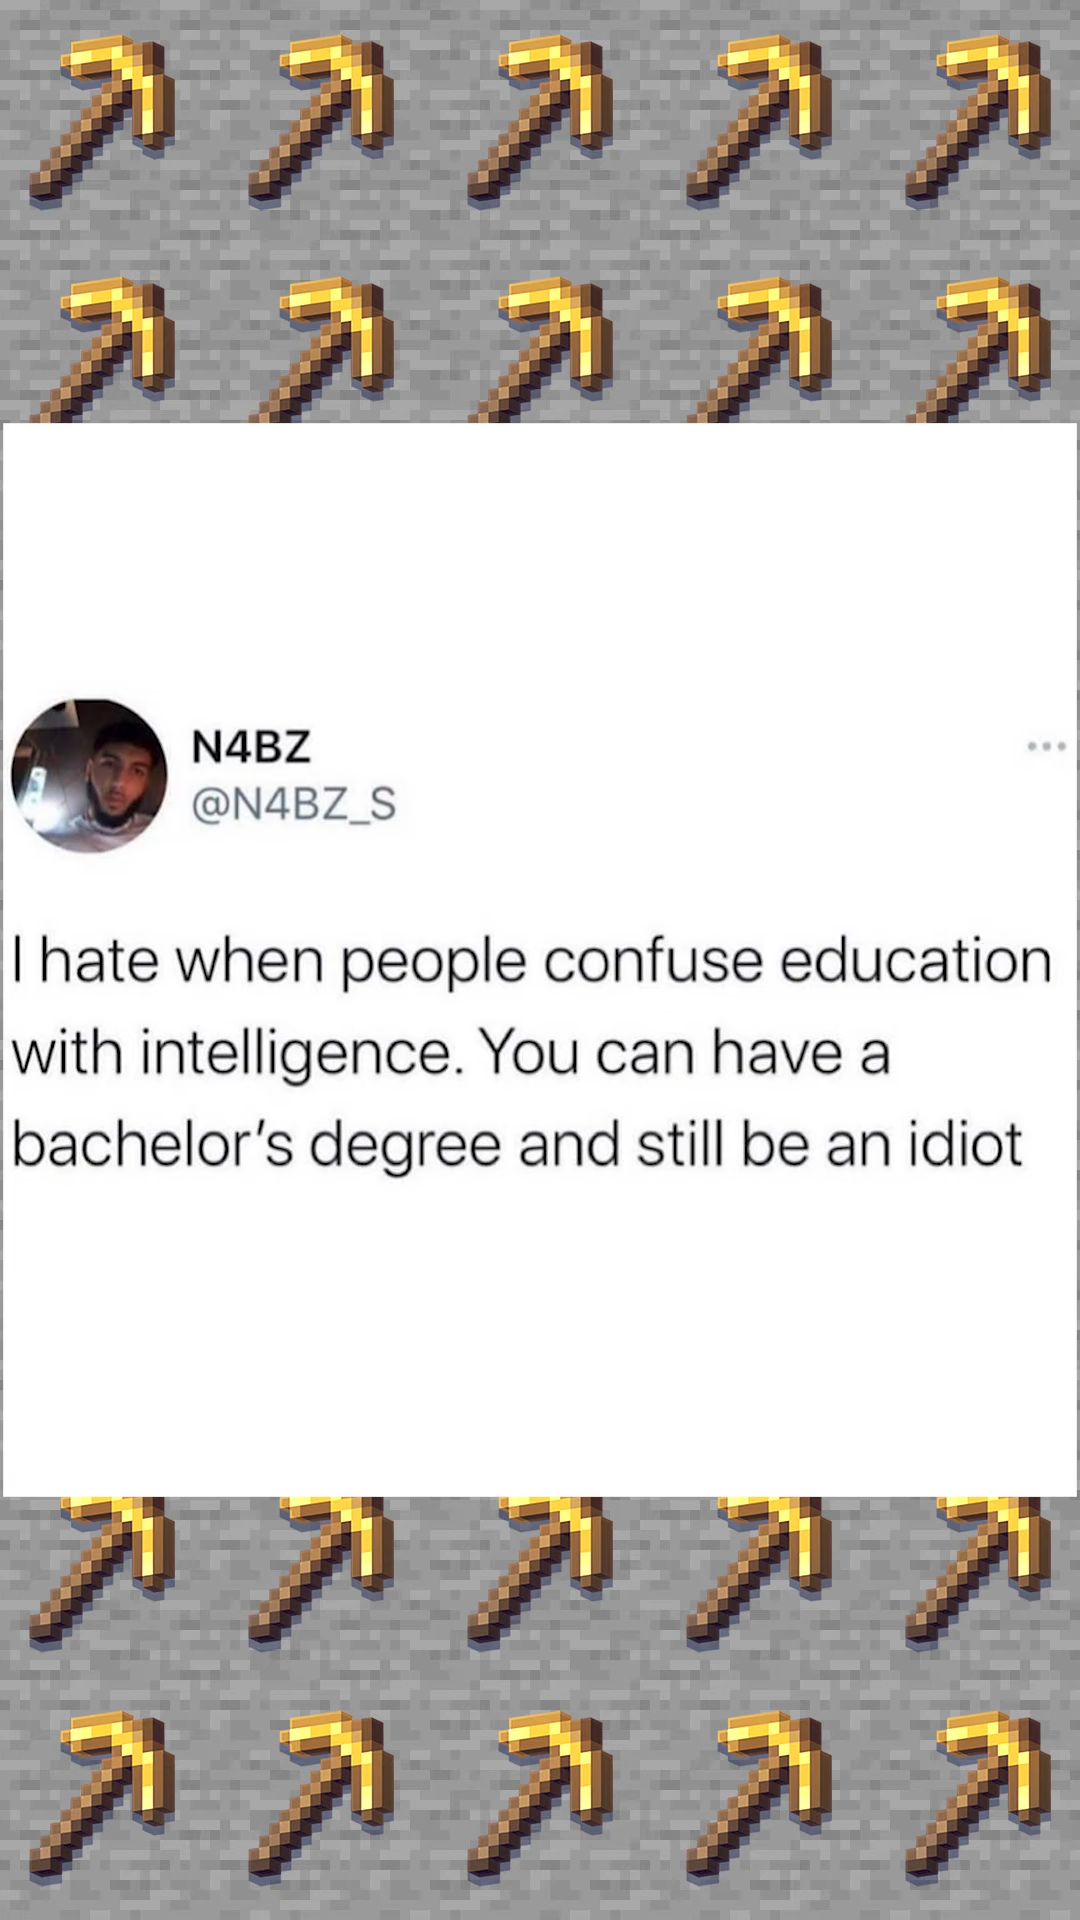 N4BZ
@N4BZ_S
I hate when people confuse education
with intelligence. You can have a
bachelor’s degree and still be an idiot